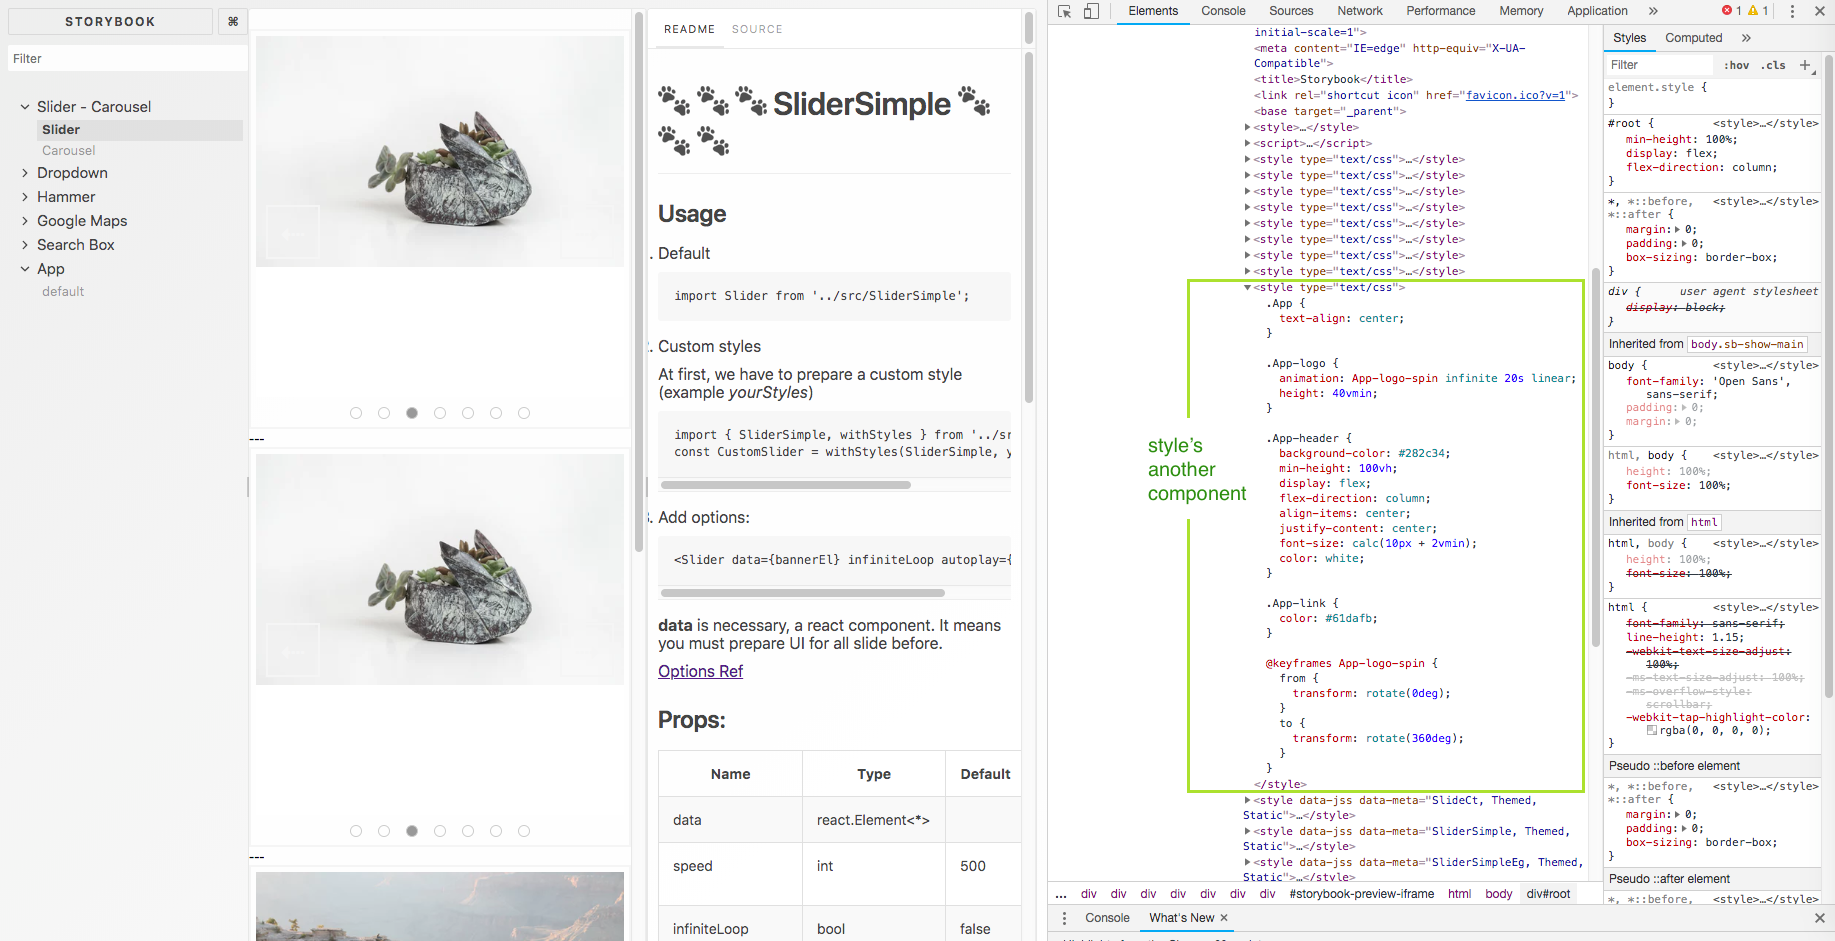 STORYBOOK
⌘
Filter
Slider - Carousel
Slider
Carousel
Dropdown
Hammer
Google Maps
Search Box
App
default
---
---
README
SOURCE
🐾 🐾 🐾 SliderSimple 🐾
🐾 🐾
Usage
. Default
import Slider from '../src/SliderSimple';
2. Custom styles
At first, we have to prepare a custom style
(example yourStyles)
import { SliderSimple, withStyles } from '../sr
const CustomSlider = withStyles(SliderSimple, y
3. Add options:
<Slider data={bannerEl} infiniteLoop autoplay={
data is necessary, a react component. It means
you must prepare UI for all slide before.
Options Ref
Props:
Name Type Default
data react.Element<*>
speed int 500
infiniteLoop bool false
Elements Console Sources Network Performance Memory Application » 1 1
initial-scale=1">
<meta content="IE=edge" http-equiv="X-UA-
Compatible">
<title>Storybook</title>
<link rel="shortcut icon" href="favicon.ico?v=1">
<base target="_parent">
<style>…</style>
<script>…</script>
<style type="text/css">…</style>
<style type="text/css">…</style>
<style type="text/css">…</style>
<style type="text/css">…</style>
<style type="text/css">…</style>
<style type="text/css">…</style>
<style type="text/css">…</style>
<style type="text/css">…</style>
<style type="text/css">
.App {
text-align: center;
}
.App-logo {
animation: App-logo-spin infinite 20s linear;
height: 40vmin;
}
.App-header {
background-color: #282c34;
min-height: 100vh;
display: flex;
flex-direction: column;
align-items: center;
justify-content: center;
font-size: calc(10px + 2vmin);
color: white;
}
.App-link {
color: #61dafb;
}
@keyframes App-logo-spin {
from {
transform: rotate(0deg);
}
to {
transform: rotate(360deg);
}
}
</style>
<style data-jss data-meta="SlideCt, Themed,
Static">…</style>
<style data-jss data-meta="SliderSimple, Themed,
Static">…</style>
<style data-jss data-meta="SliderSimpleEg, Themed,
Static">…</style>
style's
another
component
... div div div div div div div #storybook-preview-iframe html body div#root
Console What's New ×
Styles Computed »
Filter :hov .cls +
element.style {
}
#root { <style>…</style>
min-height: 100%;
display: flex;
flex-direction: column;
}
*, *::before, <style>…</style>
*::after {
margin: 0;
padding: 0;
box-sizing: border-box;
}
div { user agent stylesheet
display: block;
}
Inherited from body.sb-show-main
body { <style>…</style>
font-family: 'Open Sans',
sans-serif;
padding: 0;
margin: 0;
}
html, body { <style>…</style>
height: 100%;
font-size: 100%;
}
Inherited from html
html, body { <style>…</style>
height: 100%;
font-size: 100%;
}
html { <style>…</style>
font-family: sans-serif;
line-height: 1.15;
-webkit-text-size-adjust:
100%;
-ms-text-size-adjust: 100%;
-ms-overflow-style:
scrollbar;
-webkit-tap-highlight-color:
rgba(0, 0, 0, 0);
}
Pseudo ::before element
*, *::before, <style>…</style>
*::after {
margin: 0;
padding: 0;
box-sizing: border-box;
}
Pseudo ::after element
*, *::before, <style>…</style>